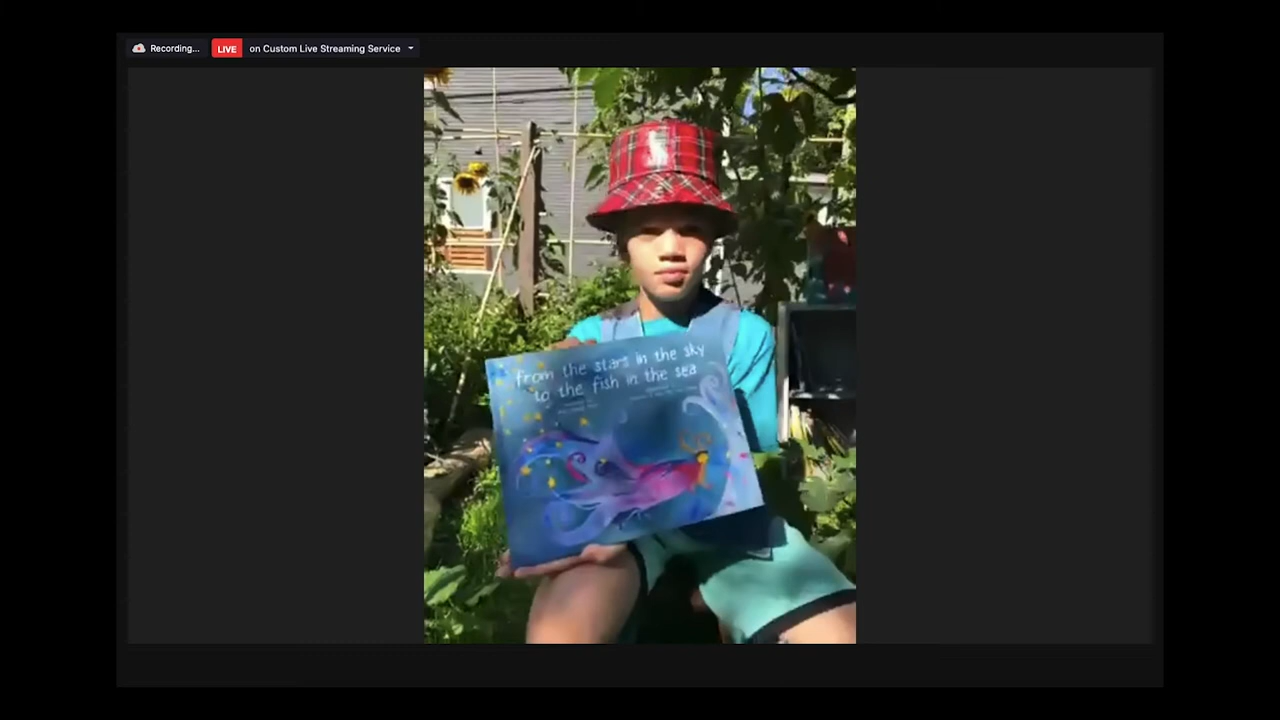 Recording...
LIVE
on Custom Live Streaming Service
from the stars in the sky
to the fish in the sea